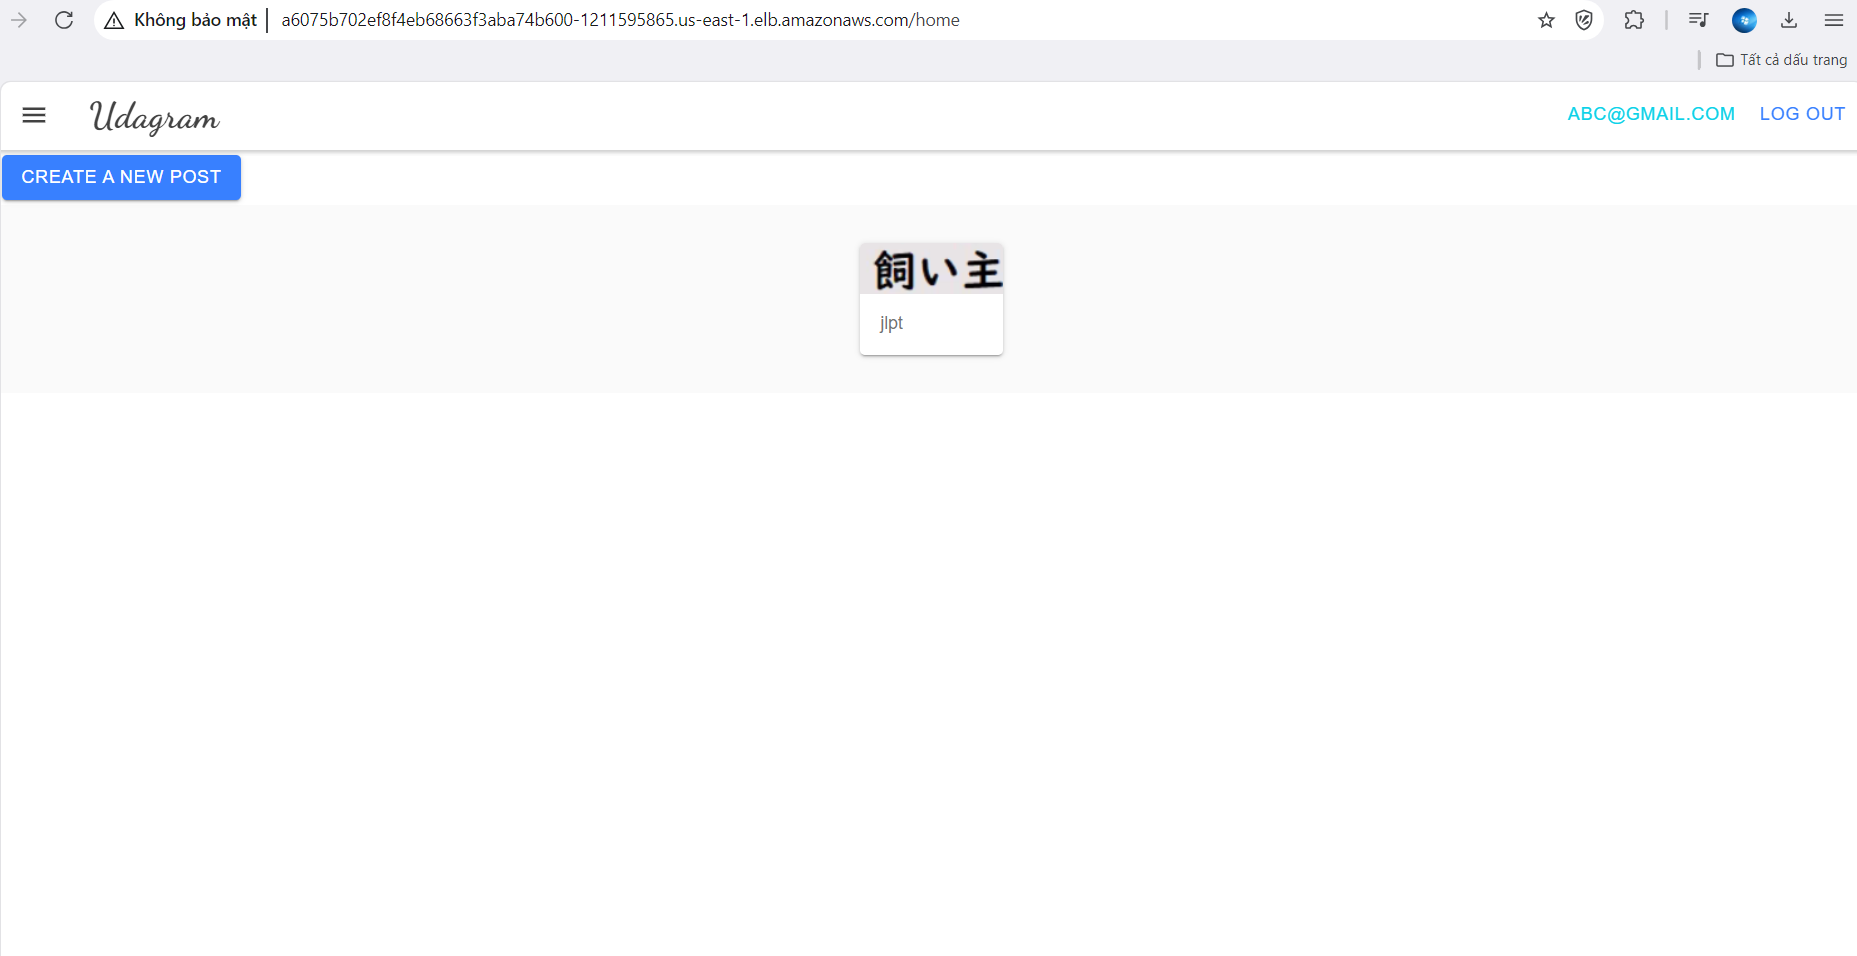 Không bảo mật
a6075b702ef8f4eb68663f3aba74b600-1211595865.us-east-1.elb.amazonaws.com/home
Tất cả dấu trang
Udagram
ABC@GMAIL.COM
LOG OUT
CREATE A NEW POST
飼い主
jlpt